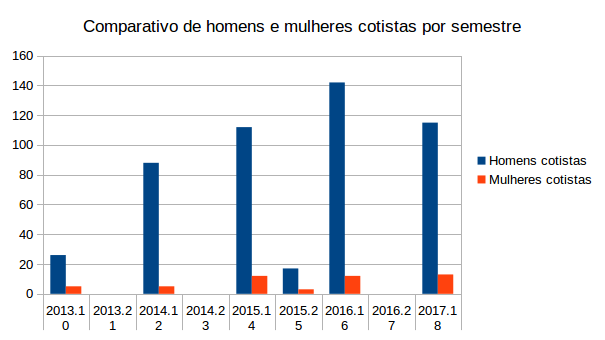 Comparativo de homens e mulheres cotistas por semestre
160
140
120
100
80
60
40
20
0
2013.1 2013.2 2014.1 2014.2 2015.1 2015.2 2016.1 2016.2 2017.1
0 1 2 3 4 5 6 7 8
Homens cotistas
Mulheres cotistas